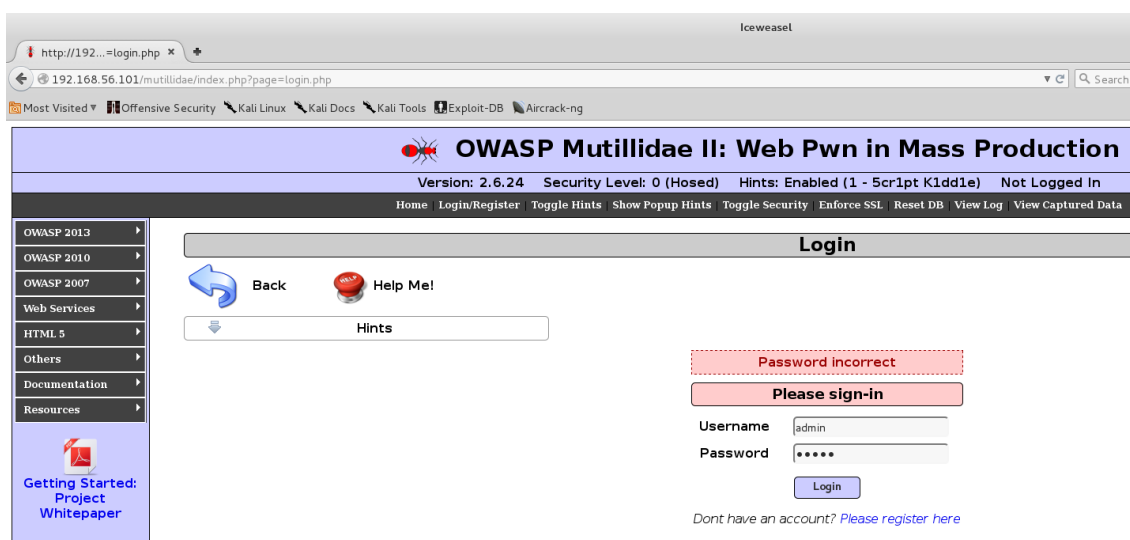 Iceweasel
http://192...=login.php
192.168.56.101/mutillidae/index.php?page=login.php
Search
Most Visited Offensive Security Kali Linux Kali Docs Kali Tools Exploit-DB Aircrack-ng
OWASP Mutillidae II: Web Pwn in Mass Production
Version: 2.6.24 Security Level: 0 (Hosed) Hints: Enabled (1 - 5cr1pt K1dd1e) Not Logged In
Home | Login/Register | Toggle Hints | Show Popup Hints | Toggle Security | Enforce SSL | Reset DB | View Log | View Captured Data
OWASP 2013
OWASP 2010
OWASP 2007
Web Services
HTML 5
Others
Documentation
Resources
Getting Started:
Project
Whitepaper
Login
Back
HELP
Help Me!
Hints
Password incorrect
Please sign-in
Username admin
Password •••••
Login
Dont have an account? Please register here